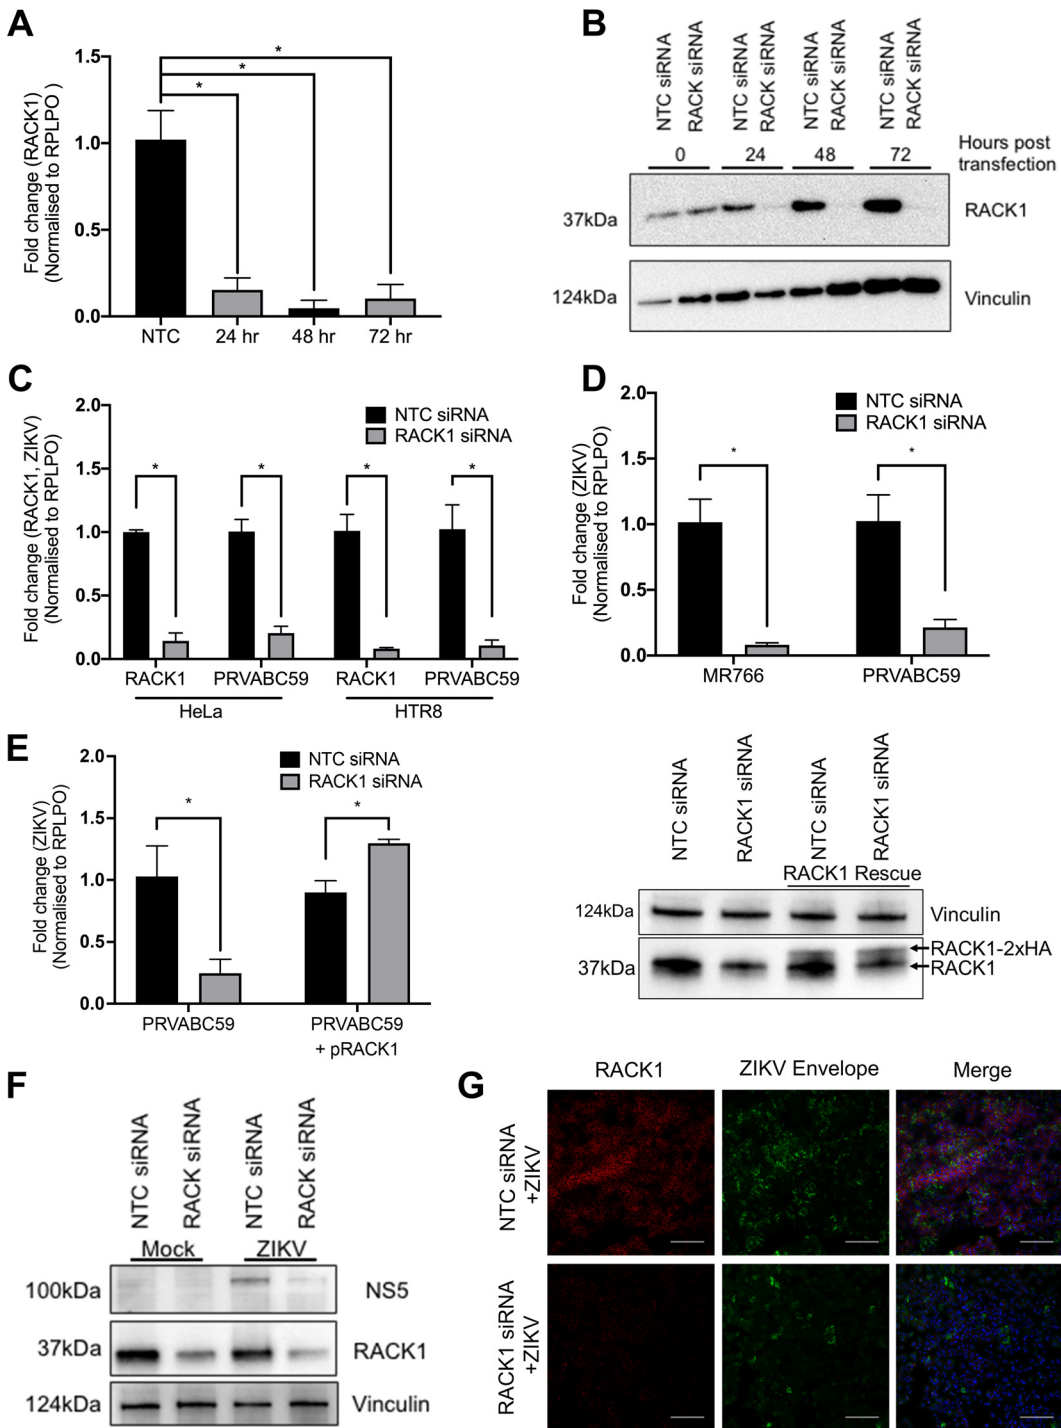 A
Fold change (RACK1)
(Normalised to RPLPO)
1.5
1.0
0.5
0.0
*
*
*
NTC 24 hr 48 hr 72 hr
B
NTC siRNA
RACK siRNA
NTC siRNA
RACK siRNA
NTC siRNA
RACK siRNA
NTC siRNA
RACK siRNA
0 24 48 72
Hours post
transfection
37kDa
RACK1
124kDa
Vinculin
C
Fold change (RACK1, ZIKV)
(Normalised to RPLPO)
2.0
1.5
1.0
0.5
0.0
NTC siRNA
RACK1 siRNA
* * * *
RACK1 PRVABC59 RACK1 PRVABC59
HeLa HTR8
D
Fold change (ZIKV)
(Normalised to RPLPO)
2.0
1.5
1.0
0.5
0.0
NTC siRNA
RACK1 siRNA
* *
MR766 PRVABC59
E
Fold change (ZIKV)
(Normalised to RPLPO)
2.0
1.5
1.0
0.5
0.0
NTC siRNA
RACK1 siRNA
* *
PRVABC59 PRVABC59
+ pRACK1
NTC siRNA
RACK1 siRNA
NTC siRNA
RACK1 siRNA
RACK1 Rescue
124kDa
Vinculin
RACK1-2xHA
37kDa
RACK1
F
NTC siRNA
RACK siRNA
NTC siRNA
RACK siRNA
Mock ZIKV
100kDa
NS5
37kDa
RACK1
124kDa
Vinculin
G
RACK1 ZIKV Envelope Merge
NTC siRNA
+ZIKV
RACK1 siRNA
+ZIKV